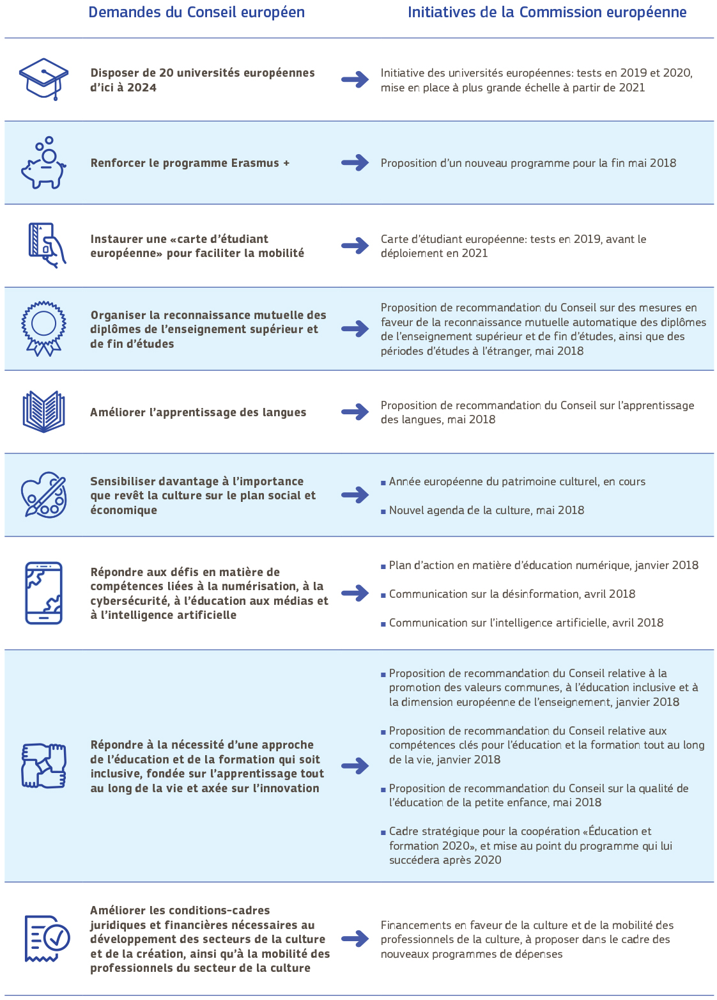 Demandes du Conseil européen
Initiatives de la Commission européenne
Disposer de 20 universités européennes
d’ici à 2024
Initiative des universités européennes: tests en 2019 et 2020,
mise en place à plus grande échelle à partir de 2021
Renforcer le programme Erasmus +
Proposition d’un nouveau programme pour la fin mai 2018
Instaurer une «carte d’étudiant
européenne» pour faciliter la mobilité
Carte d’étudiant européenne: tests en 2019, avant le
déploiement en 2021
Organiser la reconnaissance mutuelle des
diplômes de l’enseignement supérieur et
de fin d’études
Proposition de recommandation du Conseil sur des mesures en
faveur de la reconnaissance mutuelle automatique des diplômes
de l’enseignement supérieur et de fin d’études, ainsi que des
périodes d’études à l’étranger, mai 2018
Améliorer l’apprentissage des langues
Proposition de recommandation du Conseil sur l’apprentissage
des langues, mai 2018
Sensibiliser davantage à l’importance
que revêt la culture sur le plan social et
économique
▪ Année européenne du patrimoine culturel, en cours
▪ Nouvel agenda de la culture, mai 2018
Répondre aux défis en matière de
compétences liées à la numérisation, à la
cybersécurité, à l’éducation aux médias et
à l’intelligence artificielle
▪ Plan d’action en matière d’éducation numérique, janvier 2018
▪ Communication sur la désinformation, avril 2018
▪ Communication sur l’intelligence artificielle, avril 2018
Répondre à la nécessité d’une approche
de l’éducation et de la formation qui soit
inclusive, fondée sur l’apprentissage tout
au long de la vie et axée sur l’innovation
▪ Proposition de recommandation du Conseil relative à la
promotion des valeurs communes, à l’éducation inclusive et à
la dimension européenne de l’enseignement, janvier 2018
▪ Proposition de recommandation du Conseil relative aux
compétences clés pour l’éducation et la formation tout au long
de la vie, janvier 2018
▪ Proposition de recommandation du Conseil sur la qualité de
l’éducation de la petite enfance, mai 2018
▪ Cadre stratégique pour la coopération «Éducation et
formation 2020», et mise au point du programme qui lui
succédera après 2020
Améliorer les conditions-cadres
juridiques et financières nécessaires au
développement des secteurs de la culture
et de la création, ainsi qu’à la mobilité des
professionnels du secteur de la culture
Financements en faveur de la culture et de la mobilité des
professionnels de la culture, à proposer dans le cadre des
nouveaux programmes de dépenses